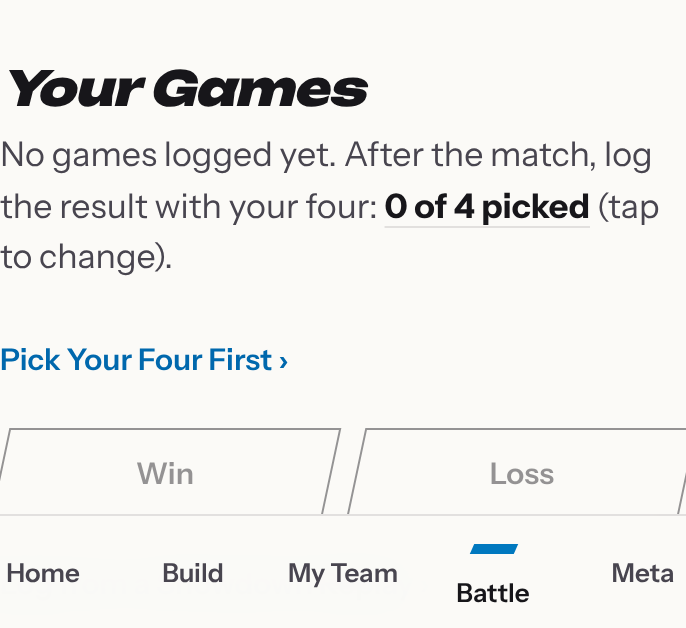 Your Games
No games logged yet. After the match, log
the result with your four: 0 of 4 picked (tap
to change).
Pick Your Four First ›
Win
Loss
Home
Build
My Team
Battle
Meta